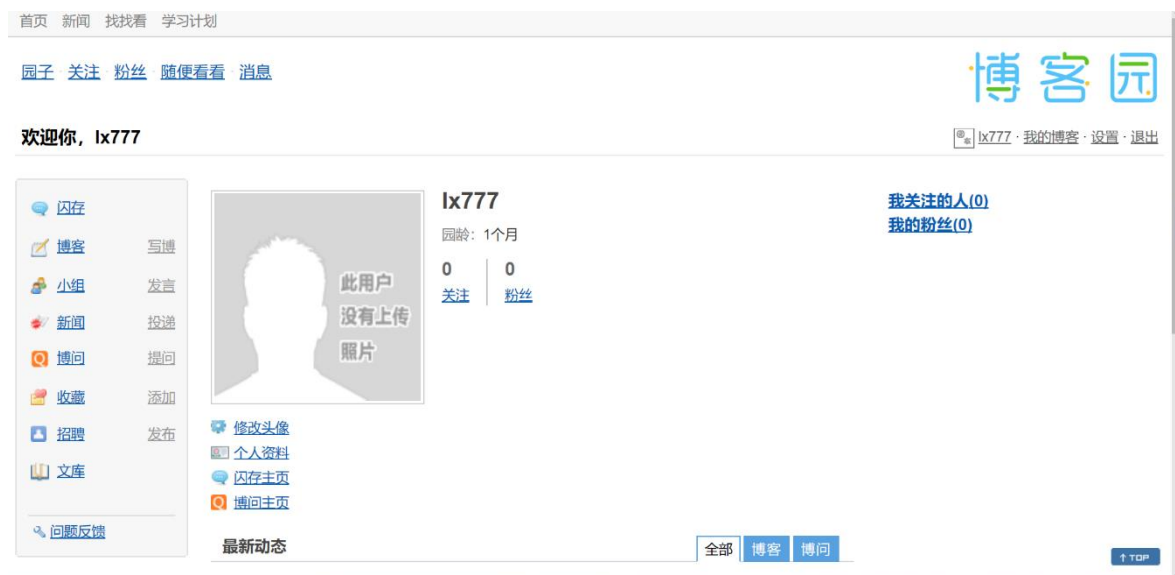 首页 新闻 找找看 学习计划
园子 · 关注 · 粉丝 · 随便看看 · 消息
博客园
欢迎你，lx777
lx777 · 我的博客 · 设置 · 退出
闪存
博客 写博
小组 发言
新闻 投递
博问 提问
收藏 添加
招聘 发布
文库
问题反馈
此用户
没有上传
照片
lx777
园龄：1个月
0 0
关注 粉丝
修改头像
个人资料
闪存主页
博问主页
最新动态
全部 博客 博问
我关注的人(0)
我的粉丝(0)
↑ TOP